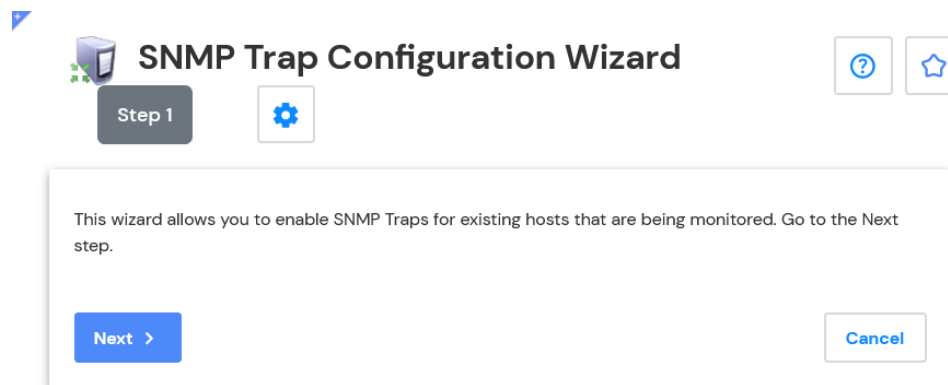 SNMP Trap Configuration Wizard
Step 1
This wizard allows you to enable SNMP Traps for existing hosts that are being monitored. Go to the Next
step.
Next
Cancel